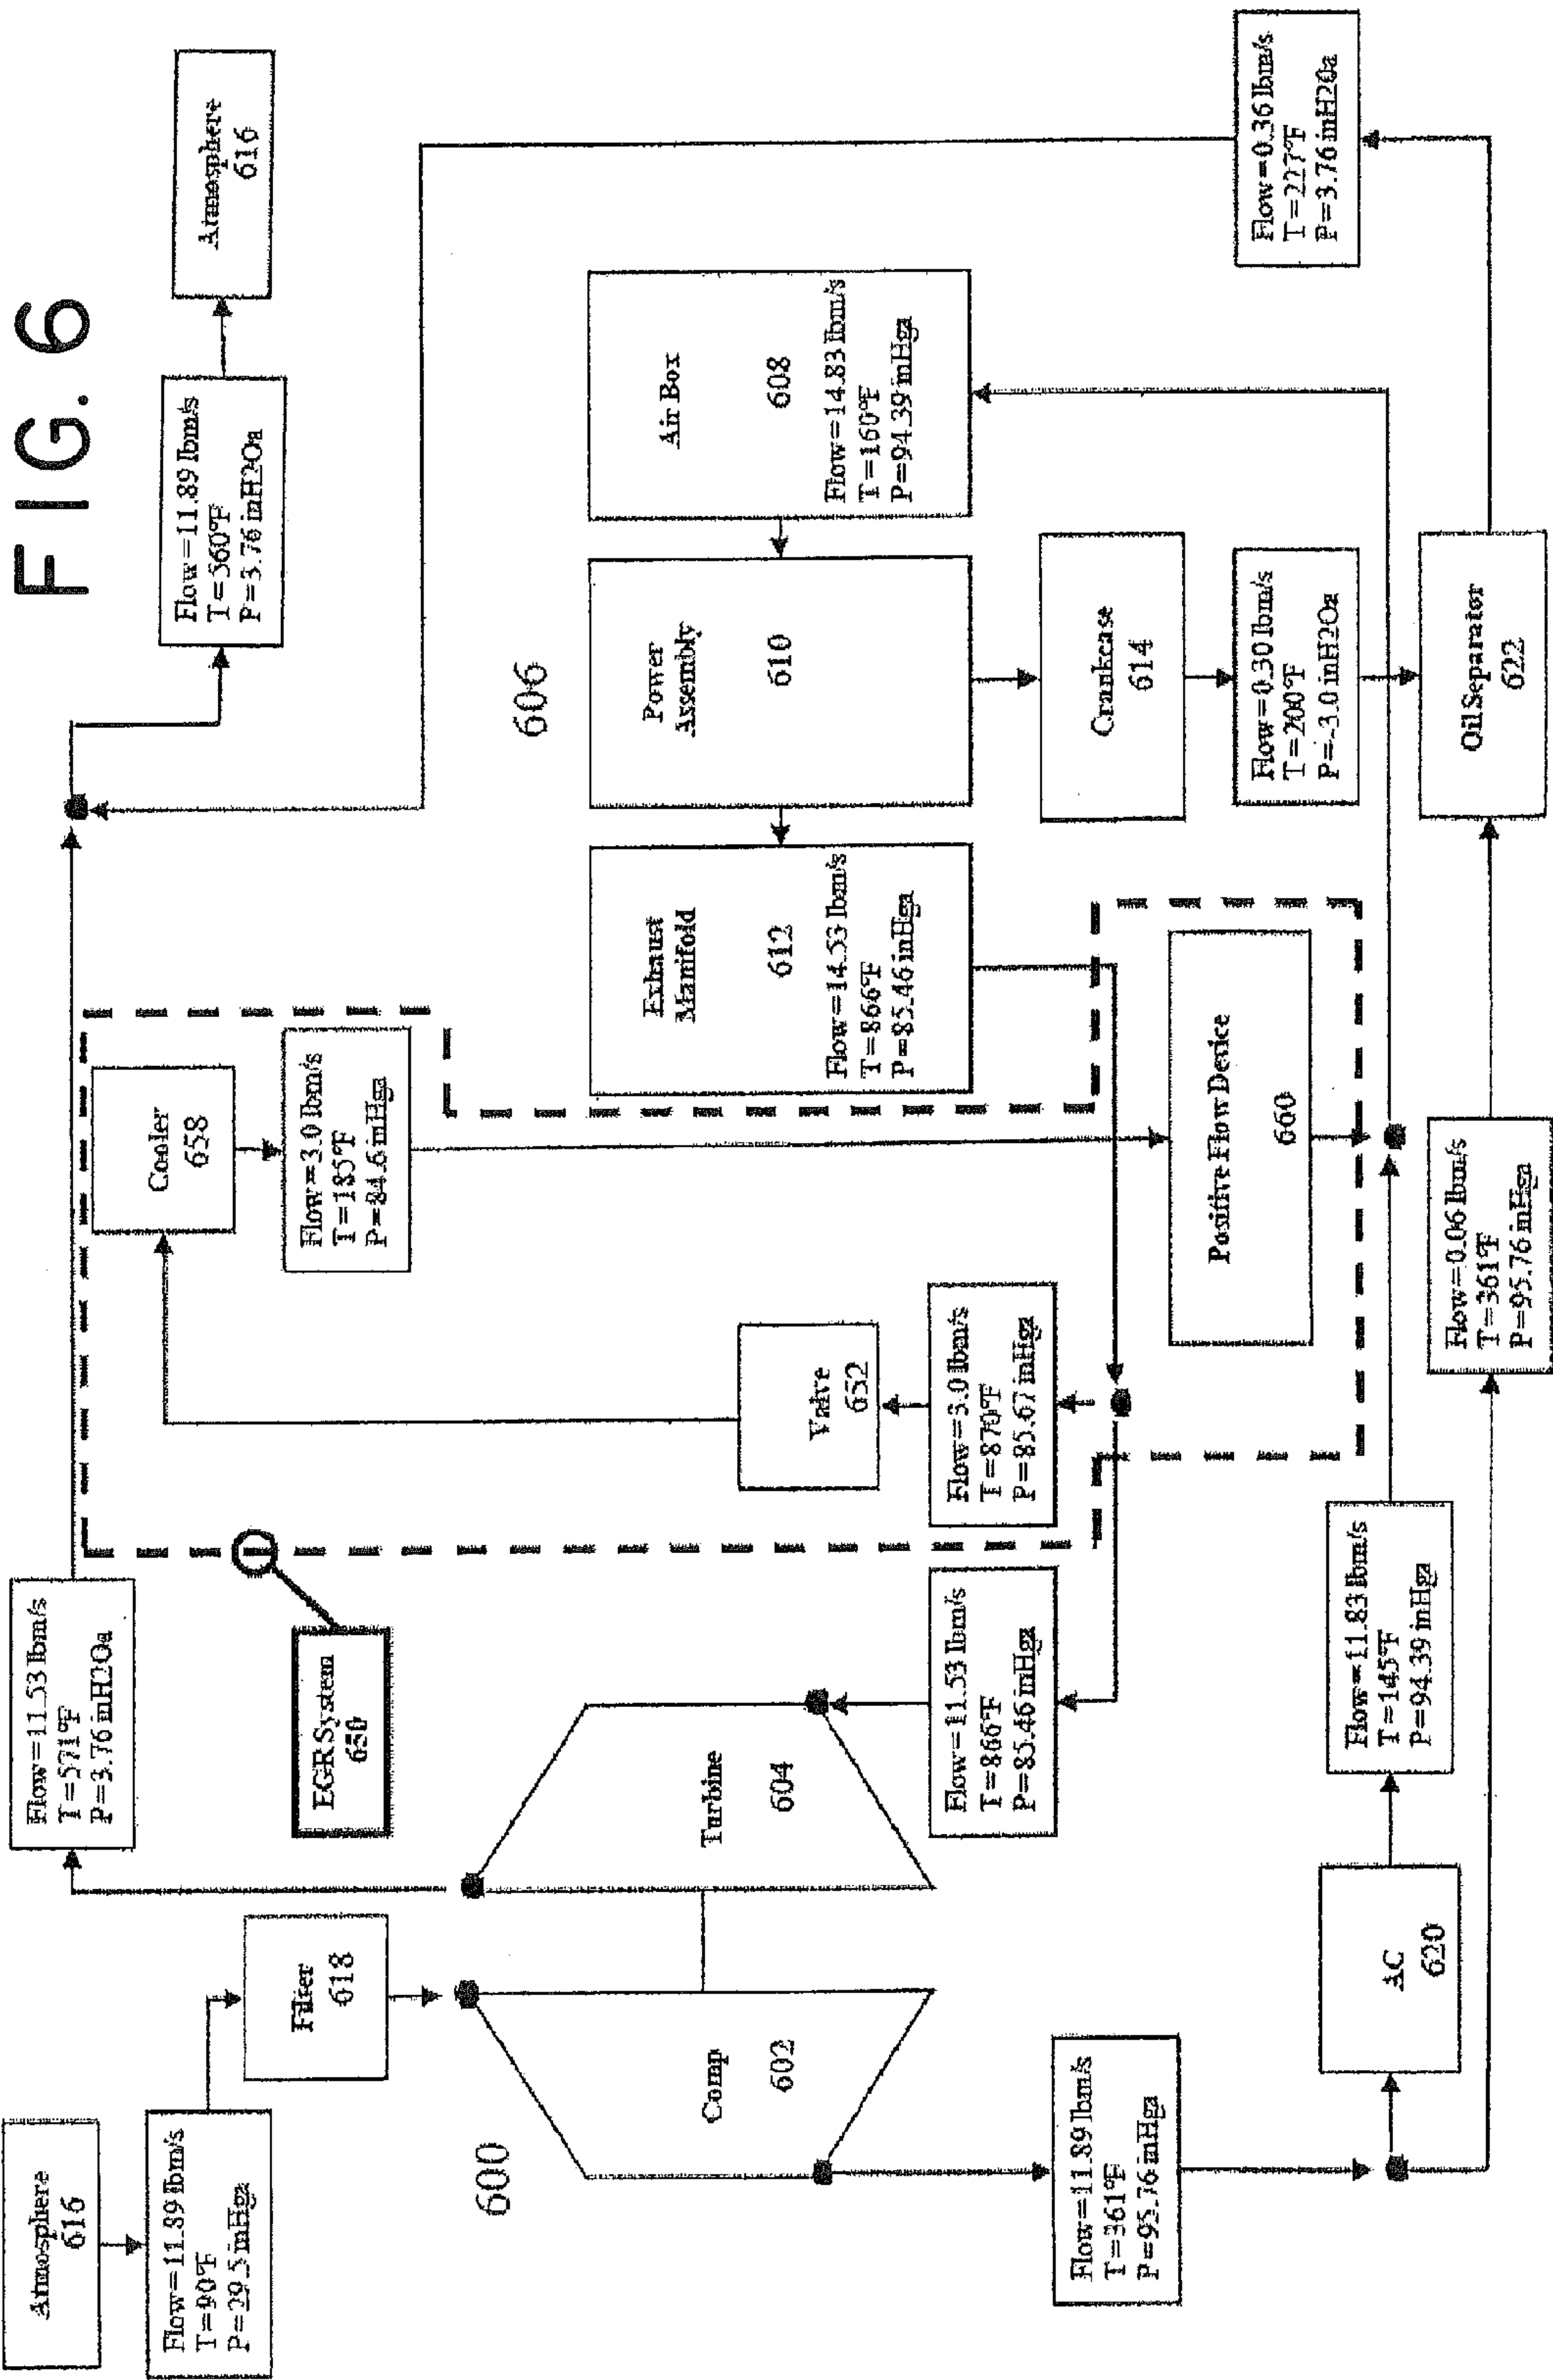 FIG. 6
Atmosphere
616
Flow=11.89 lbm/s
T=90°F
P=29.5 inHga
Filter
618
600
Comp
602
Flow=11.89 lbm/s
T=361°F
P=95.76 inHga
AC
620
Flow=11.83 lbm/s
T=145°F
P=94.39 inHga
Flow=0.06 lbm/s
T=361°F
P=95.76 inHga
Flow=11.53 lbm/s
T=571°F
P=3.76 inH2Oa
EGR System
650
Turbine
604
Flow=11.53 lbm/s
T=866°F
P=85.46 inHga
Valve
652
Flow=3.0 lbm/s
T=870°F
P=85.67 inHga
Cooler
658
Flow=3.0 lbm/s
T=185°F
P=84.6 inHga
Positive Flow Device
660
606
Exhaust
Manifold
612
Flow=14.53 lbm/s
T=866°F
P=85.46 inHga
Power
Assembly
610
Air Box
608
Flow=14.83 lbm/s
T=160°F
P=94.39 inHga
Crankcase
614
Flow=0.30 lbm/s
T=200°F
P=-3.0 inH2Oa
Oil Separator
622
Flow=0.36 lbm/s
T=227°F
P=3.76 inH2Oa
Flow=11.89 lbm/s
T=560°F
P=3.76 inH2Oa
Atmosphere
616